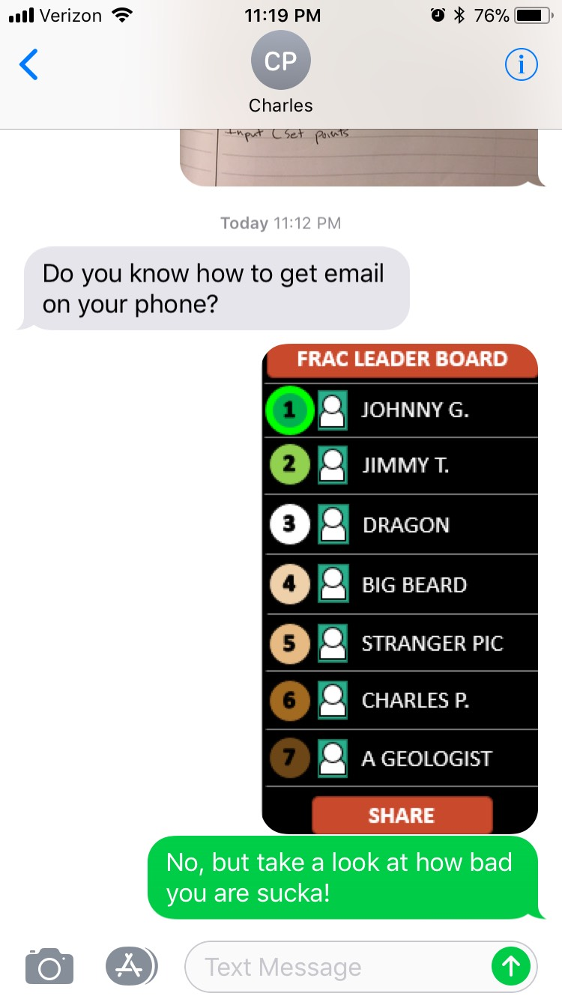 Verizon 11:19 PM 76%
CP
i
Charles
Input (Set points
Today 11:12 PM
Do you know how to get email
on your phone?
FRAC LEADER BOARD
1 JOHNNY G.
2 JIMMY T.
3 DRAGON
4 BIG BEARD
5 STRANGER PIC
6 CHARLES P.
7 A GEOLOGIST
SHARE
No, but take a look at how bad
you are sucka!
Text Message